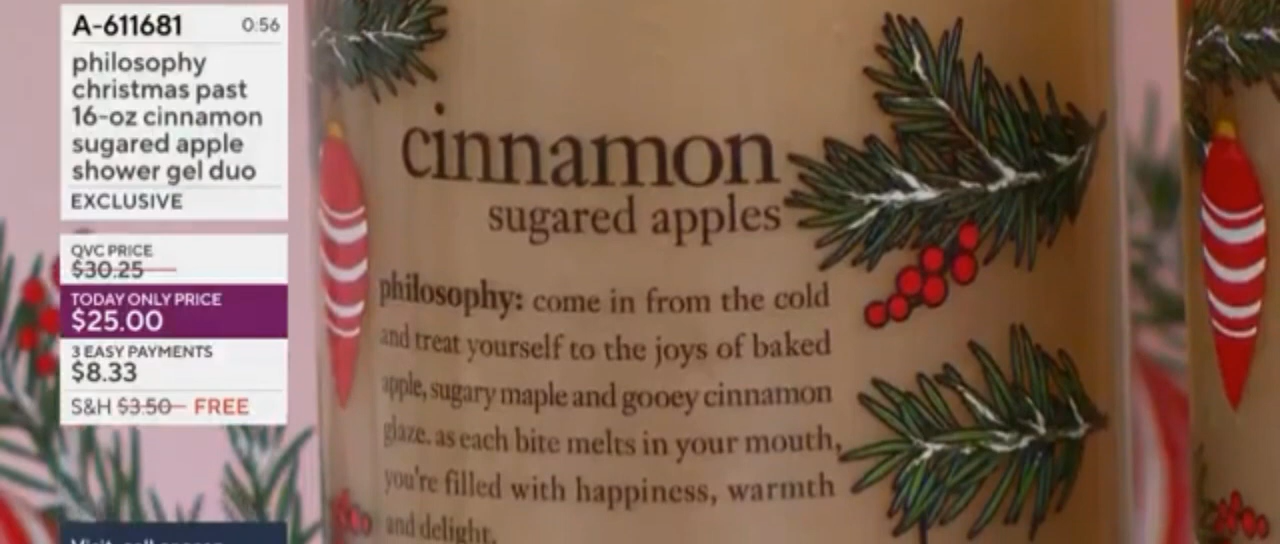 A-611681 0:56
philosophy
christmas past
16-oz cinnamon
sugared apple
shower gel duo
EXCLUSIVE
QVC PRICE
$30.25
TODAY ONLY PRICE
$25.00
3 EASY PAYMENTS
$8.33
S&H $3.50 FREE
cinnamon
sugared apples
philosophy: come in from the cold
and treat yourself to the joys of baked
apple, sugary maple and gooey cinnamon
glaze. as each bite melts in your mouth,
you're filled with happiness, warmth
and delight.